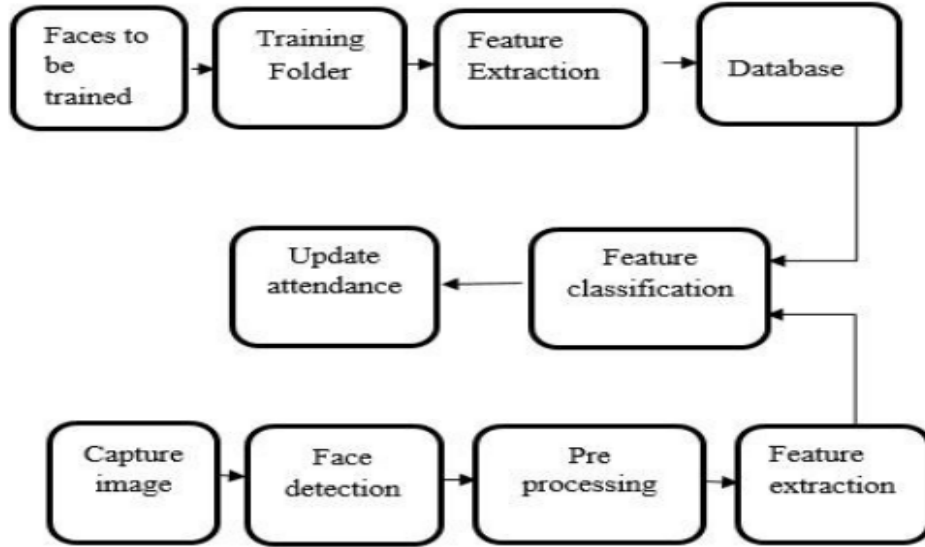 Faces to
be
trained
Training
Folder
Feature
Extraction
Database
Update
attendance
Feature
classification
Capture
image
Face
detection
Pre
processing
Feature
extraction